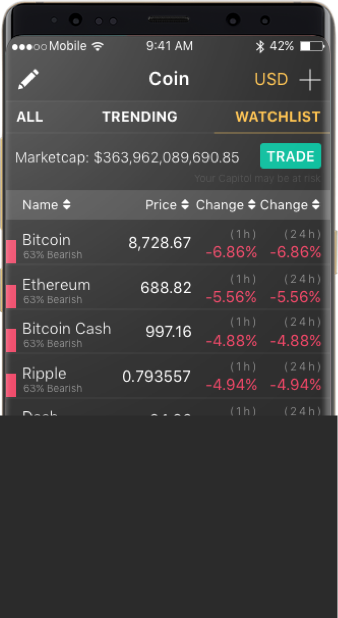 Mobile 9:41 AM 42%
Coin USD
ALL TRENDING WATCHLIST
Marketcap: $363,962,089,690.85 TRADE
Your Capitol may be at risk
Name Price Change Change
Bitcoin 8,728.67 (1h) (24h)
63% Bearish -6.86% -6.86%
Ethereum 688.82 (1h) (24h)
63% Bearish -5.56% -5.56%
Bitcoin Cash 997.16 (1h) (24h)
63% Bearish -4.88% -4.88%
Ripple 0.793557 (1h) (24h)
63% Bearish -4.94% -4.94%
Dash (1h) (24h)